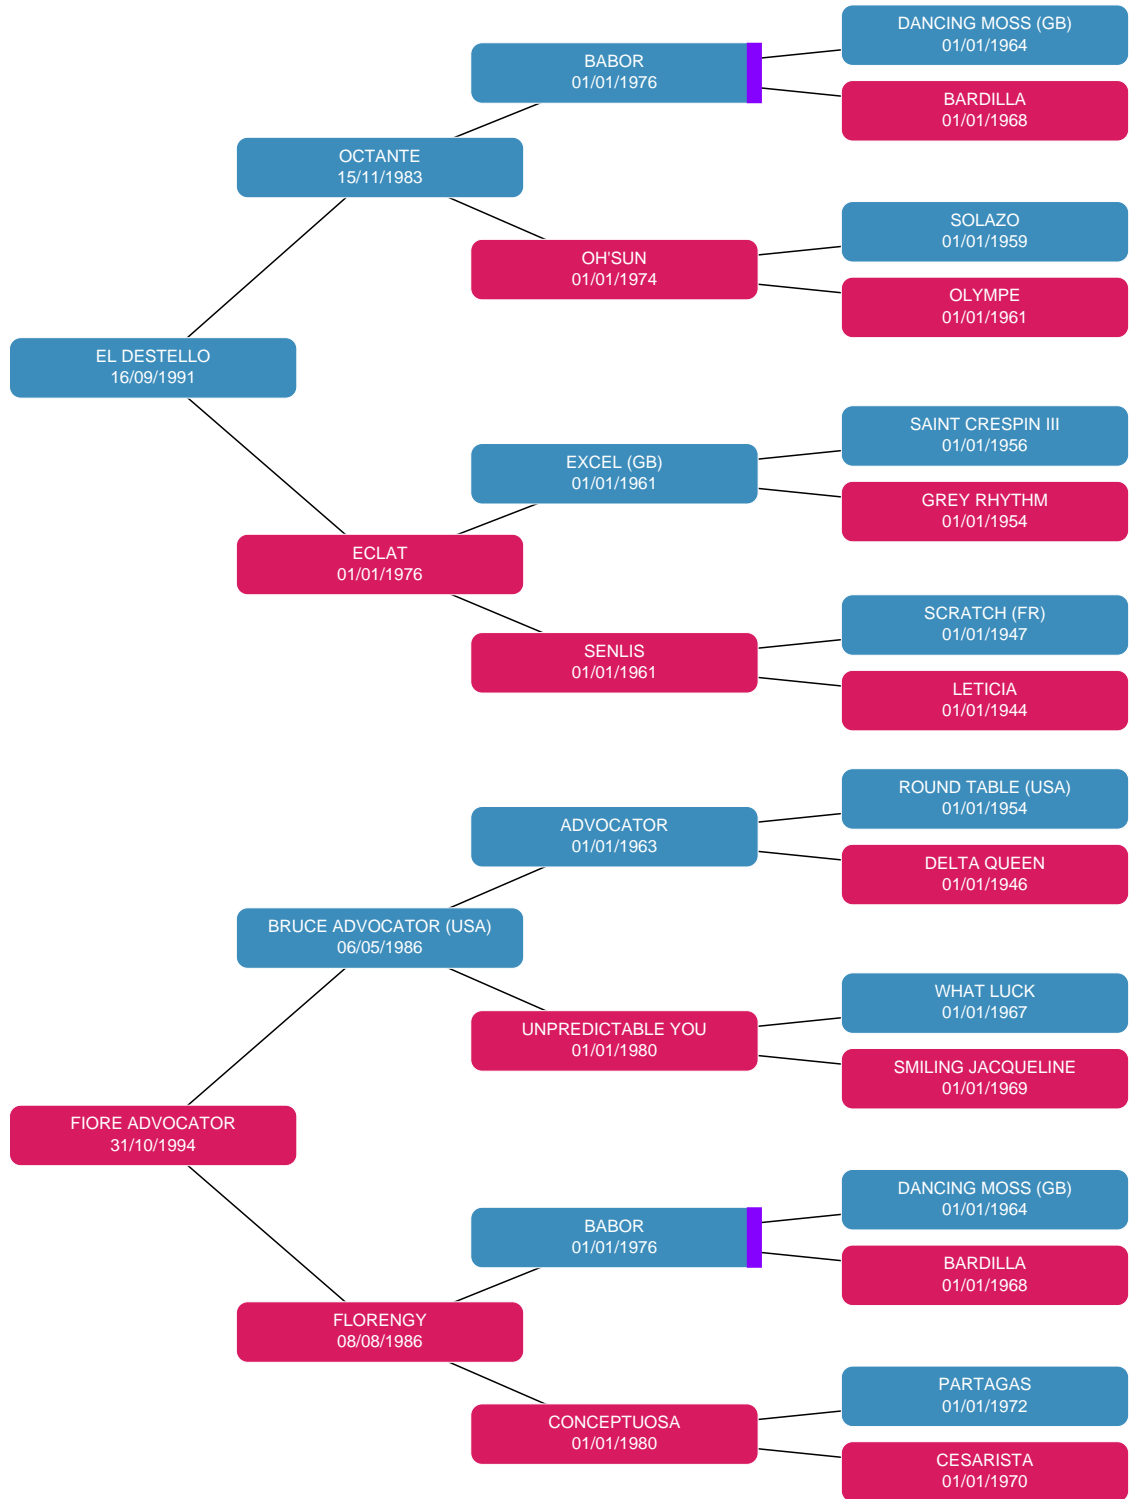 DANCING MOSS (GB)
01/01/1964
BABOR
01/01/1976
BARDILLA
01/01/1968
OCTANTE
15/11/1983
SOLAZO
01/01/1959
OH'SUN
01/01/1974
OLYMPE
01/01/1961
EL DESTELLO
16/09/1991
SAINT CRESPIN III
01/01/1956
EXCEL (GB)
01/01/1961
GREY RHYTHM
01/01/1954
ECLAT
01/01/1976
SCRATCH (FR)
01/01/1947
SENLIS
01/01/1961
LETICIA
01/01/1944
ROUND TABLE (USA)
01/01/1954
ADVOCATOR
01/01/1963
DELTA QUEEN
01/01/1946
BRUCE ADVOCATOR (USA)
06/05/1986
WHAT LUCK
01/01/1967
UNPREDICTABLE YOU
01/01/1980
SMILING JACQUELINE
01/01/1969
FIORE ADVOCATOR
31/10/1994
DANCING MOSS (GB)
01/01/1964
BABOR
01/01/1976
BARDILLA
01/01/1968
FLORENGY
08/08/1986
PARTAGAS
01/01/1972
CONCEPTUOSA
01/01/1980
CESARISTA
01/01/1970